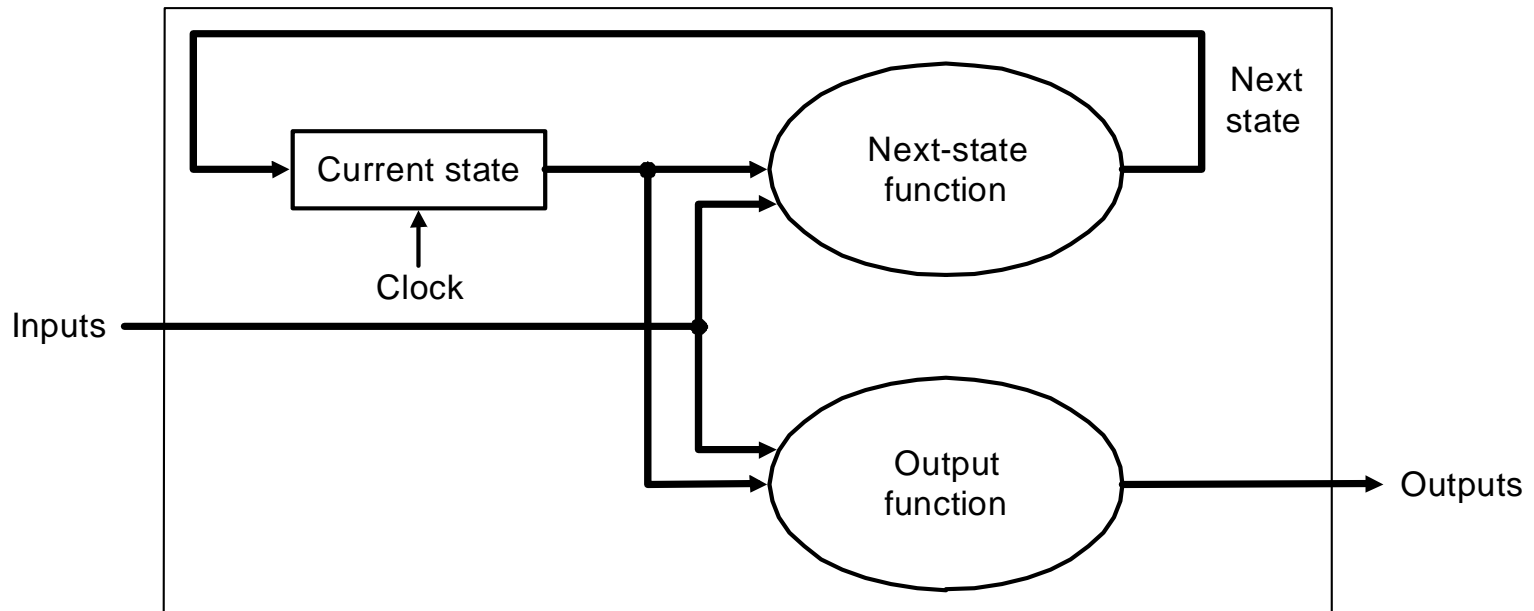 Next
state
Next-state
function
Current state
Clock
Inputs
Output
function
Outputs